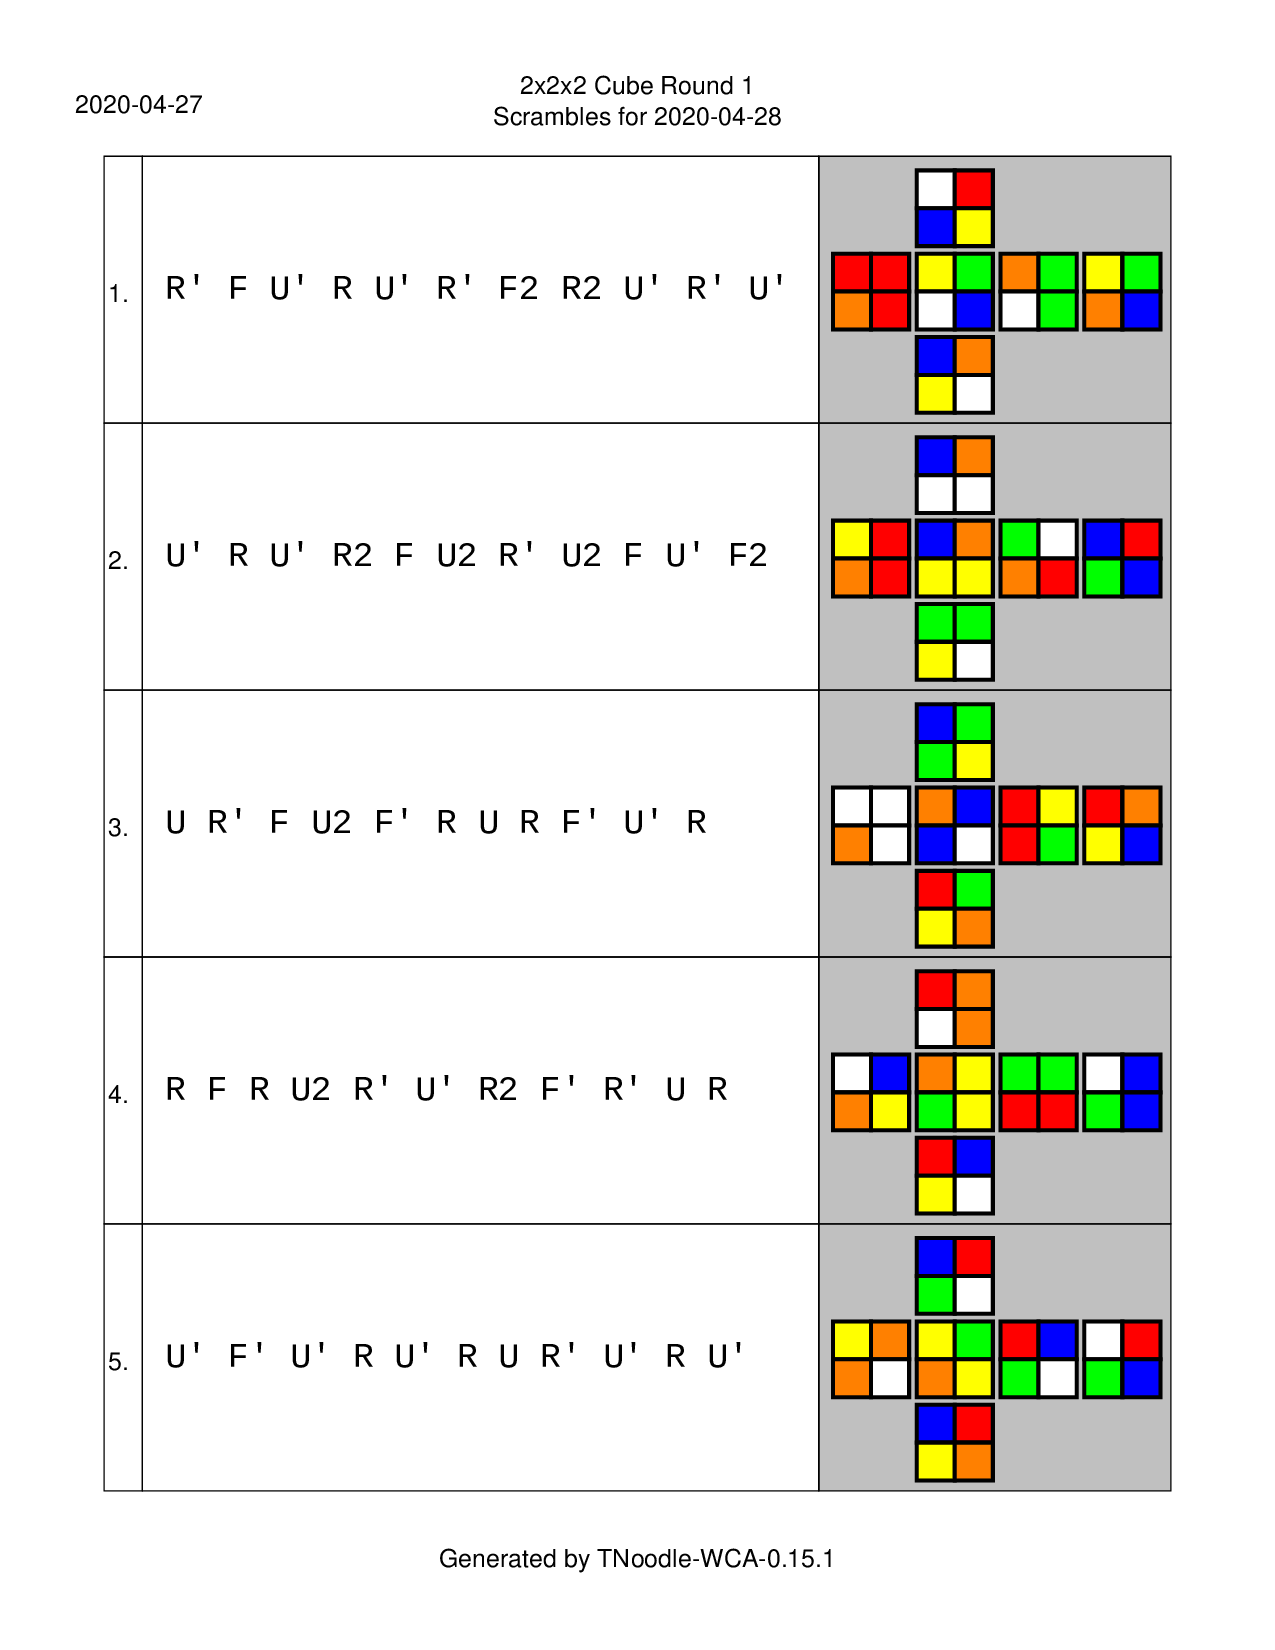 2020-04-27
2x2x2 Cube Round 1
Scrambles for 2020-04-28
1. R' F U' R U' R' F2 R2 U' R' U'
2. U' R U' R2 F U2 R' U2 F U' F2
3. U R' F U2 F' R U R F' U' R
4. R F R U2 R' U' R2 F' R' U R
5. U' F' U' R U' R U R' U' R U'
Generated by TNoodle-WCA-0.15.1